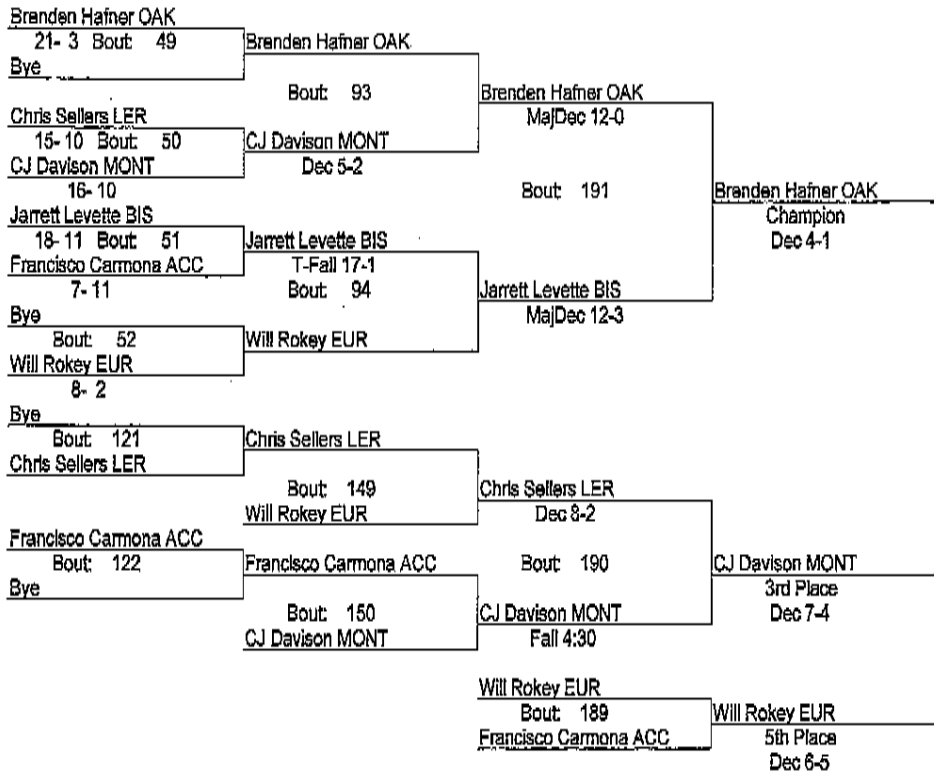 Brenden Hafner OAK
21- 3 Bout: 49
Bye
Brenden Hafner OAK
Bout: 93
Chris Sellers LER
15- 10 Bout: 50
CJ Davison MONT
16- 10
CJ Davison MONT
Dec 5-2
Brenden Hafner OAK
MajDec 12-0
Bout: 191
Jarrett Levette BIS
18- 11 Bout: 51
Francisco Carmona ACC
7- 11
Jarrett Levette BIS
T-Fall 17-1
Bout: 94
Bye
Bout: 52
Will Rokey EUR
8- 2
Will Rokey EUR
Jarrett Levette BIS
MajDec 12-3
Brenden Hafner OAK
Champion
Dec 4-1
Bye
Bout: 121
Chris Sellers LER
Chris Sellers LER
Bout: 149
Will Rokey EUR
Chris Sellers LER
Dec 8-2
Bout: 190
Francisco Carmona ACC
Bout: 122
Bye
Francisco Carmona ACC
Bout: 150
CJ Davison MONT
CJ Davison MONT
Fall 4:30
CJ Davison MONT
3rd Place
Dec 7-4
Will Rokey EUR
Bout: 189
Francisco Carmona ACC
Will Rokey EUR
5th Place
Dec 6-5